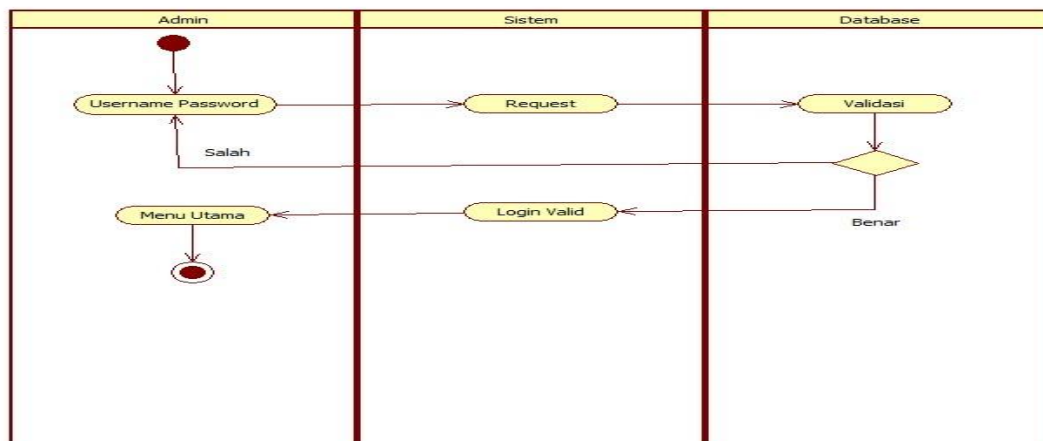 Admin
Sistem
Database
Username Password
Request
Validasi
Salah
Menu Utama
Login Valid
Benar